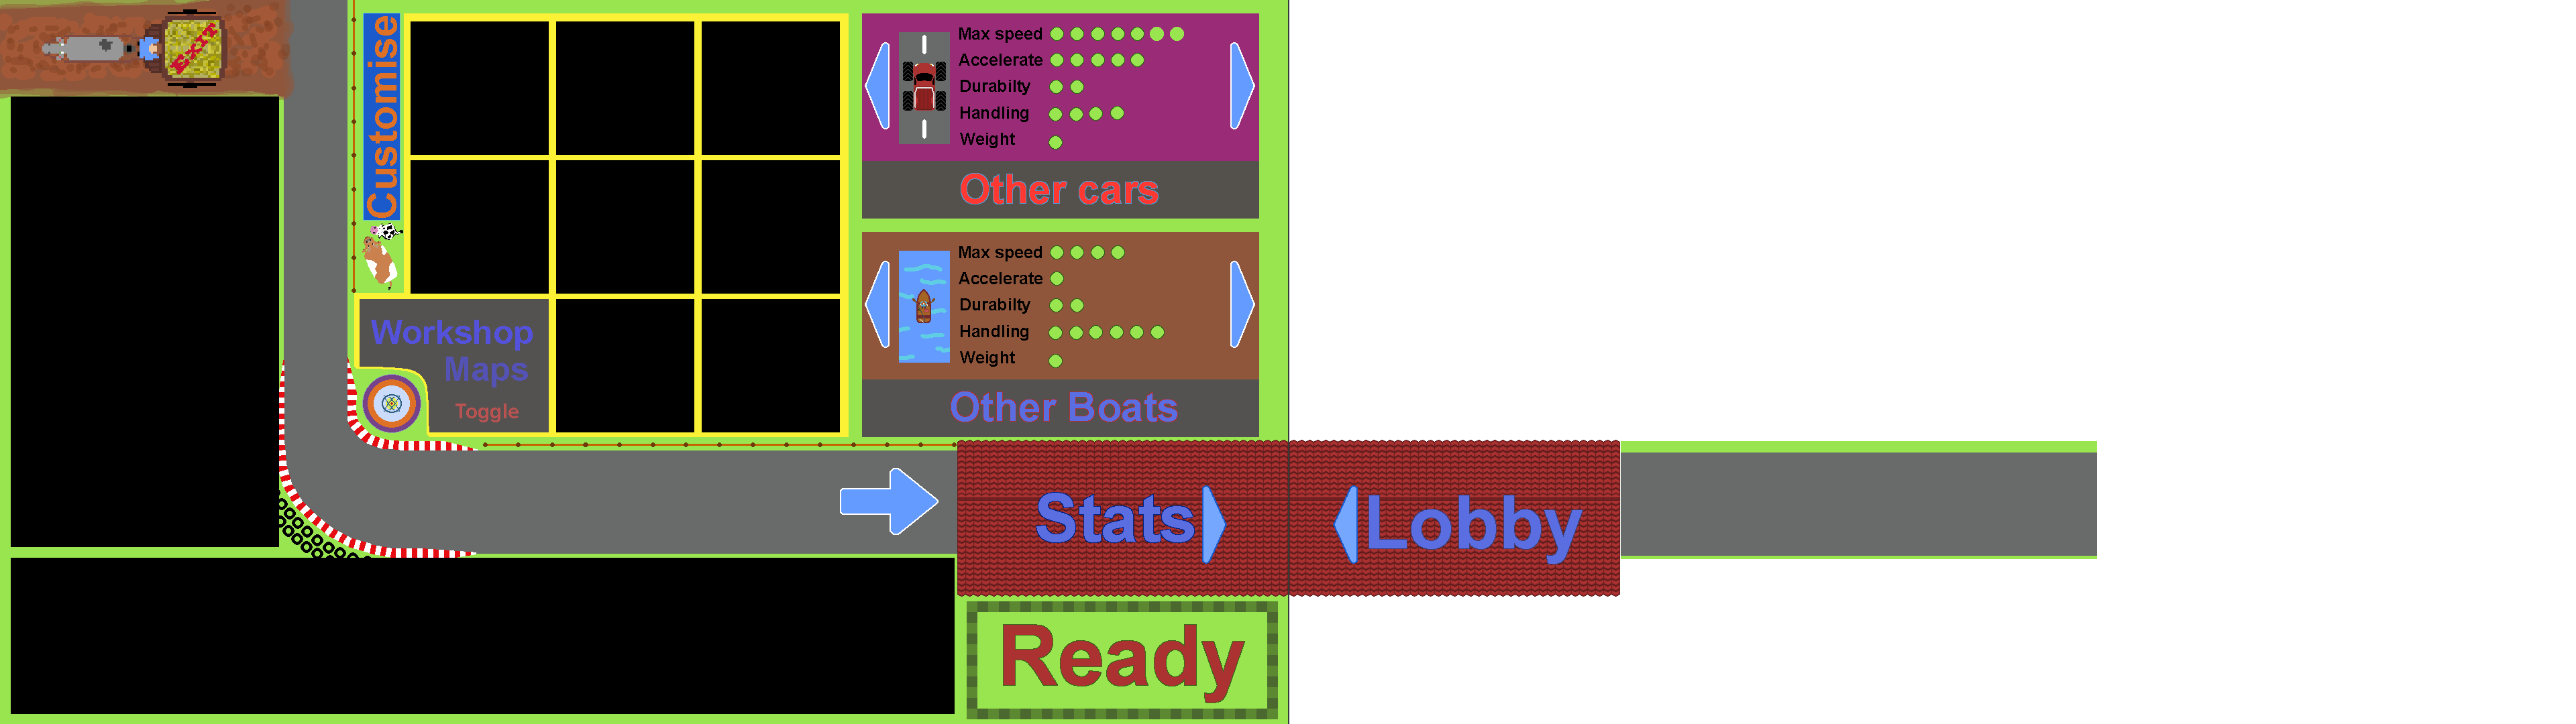 EXIT
Customise
Workshop
Maps
Toggle
Max speed
Accelerate
Durabilty
Handling
Weight
Other cars
Max speed
Accelerate
Durabilty
Handling
Weight
Other Boats
Stats
Lobby
Ready